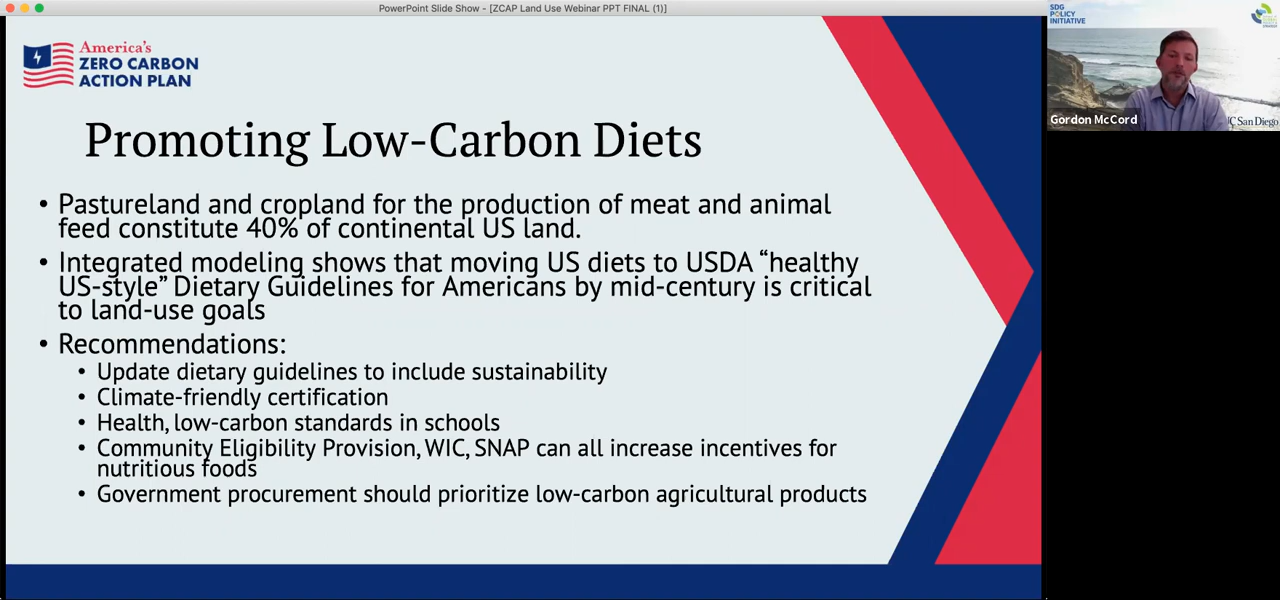 PowerPoint Slide Show - [ZCAP Land Use Webinar PPT FINAL (1)]
America's
ZERO CARBON
ACTION PLAN
Promoting Low-Carbon Diets
• Pastureland and cropland for the production of meat and animal
feed constitute 40% of continental US land.
• Integrated modeling shows that moving US diets to USDA “healthy
US-style” Dietary Guidelines for Americans by mid-century is critical
to land-use goals
• Recommendations:
• Update dietary guidelines to include sustainability
• Climate-friendly certification
• Health, low-carbon standards in schools
• Community Eligibility Provision, WIC, SNAP can all increase incentives for
nutritious foods
• Government procurement should prioritize low-carbon agricultural products
SDG
POLICY
INITIATIVE
Gordon McCord
UC San Diego